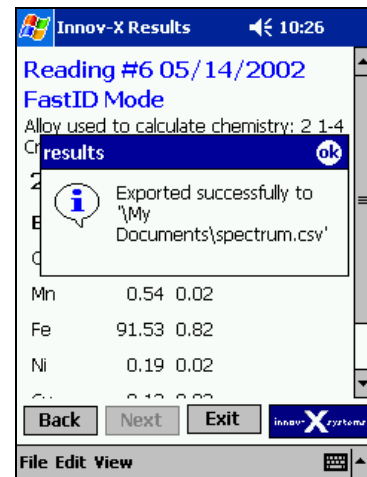 Innov-X Results 10:26
Reading #6 05/14/2002
FastID Mode
Alloy used to calculate chemistry: 2 1-4
results ok
Exported successfully to
'\My
Documents\spectrum.csv'
Mn 0.54 0.02
Fe 91.53 0.82
Ni 0.19 0.02
Back Next Exit innov-X systems
File Edit View